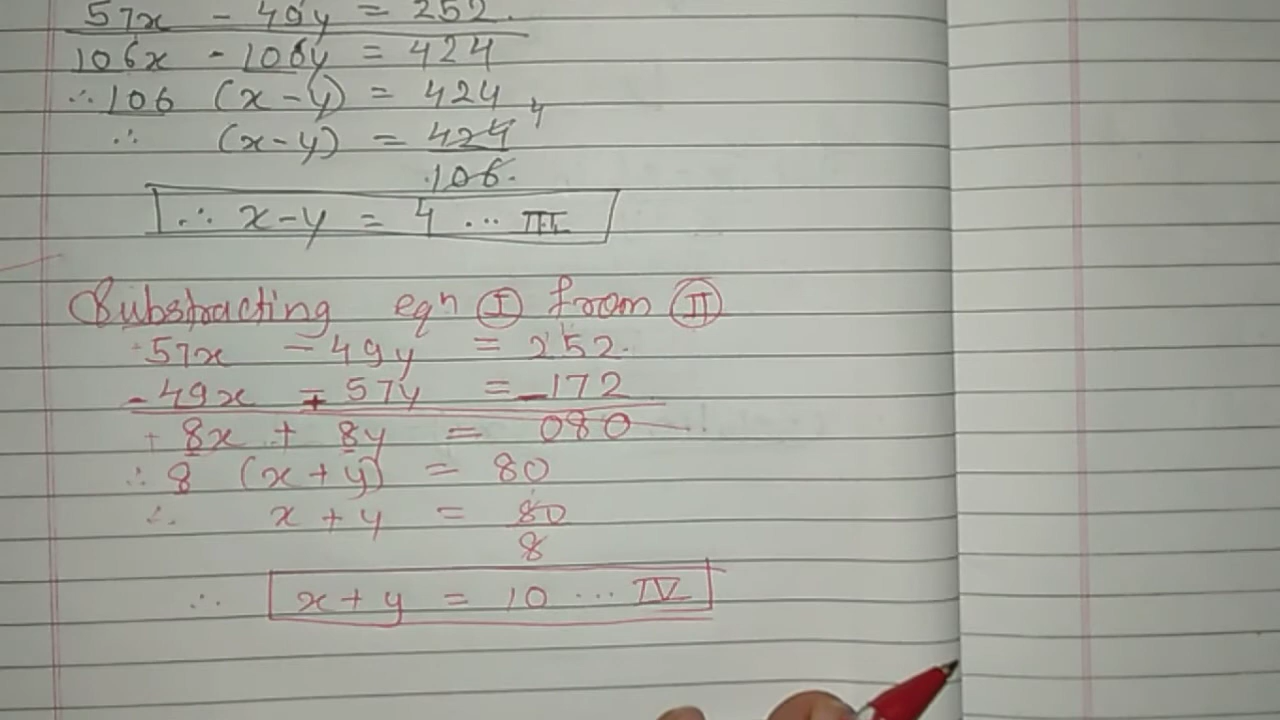 57x - 49y = 252.
106x - 106y = 424
∴ 106 (x-y) = 424
∴ (x-y) = 424 4
106.
∴ x-y = 4 ... III
Substracting eqn I from II
57x - 49y = 252.
- 49x ∓ 57y = - 172
+ 8x + 8y = 080
∴ 8 (x+y) = 80
∴ x + y = 80
8
∴ x + y = 10 ... IV